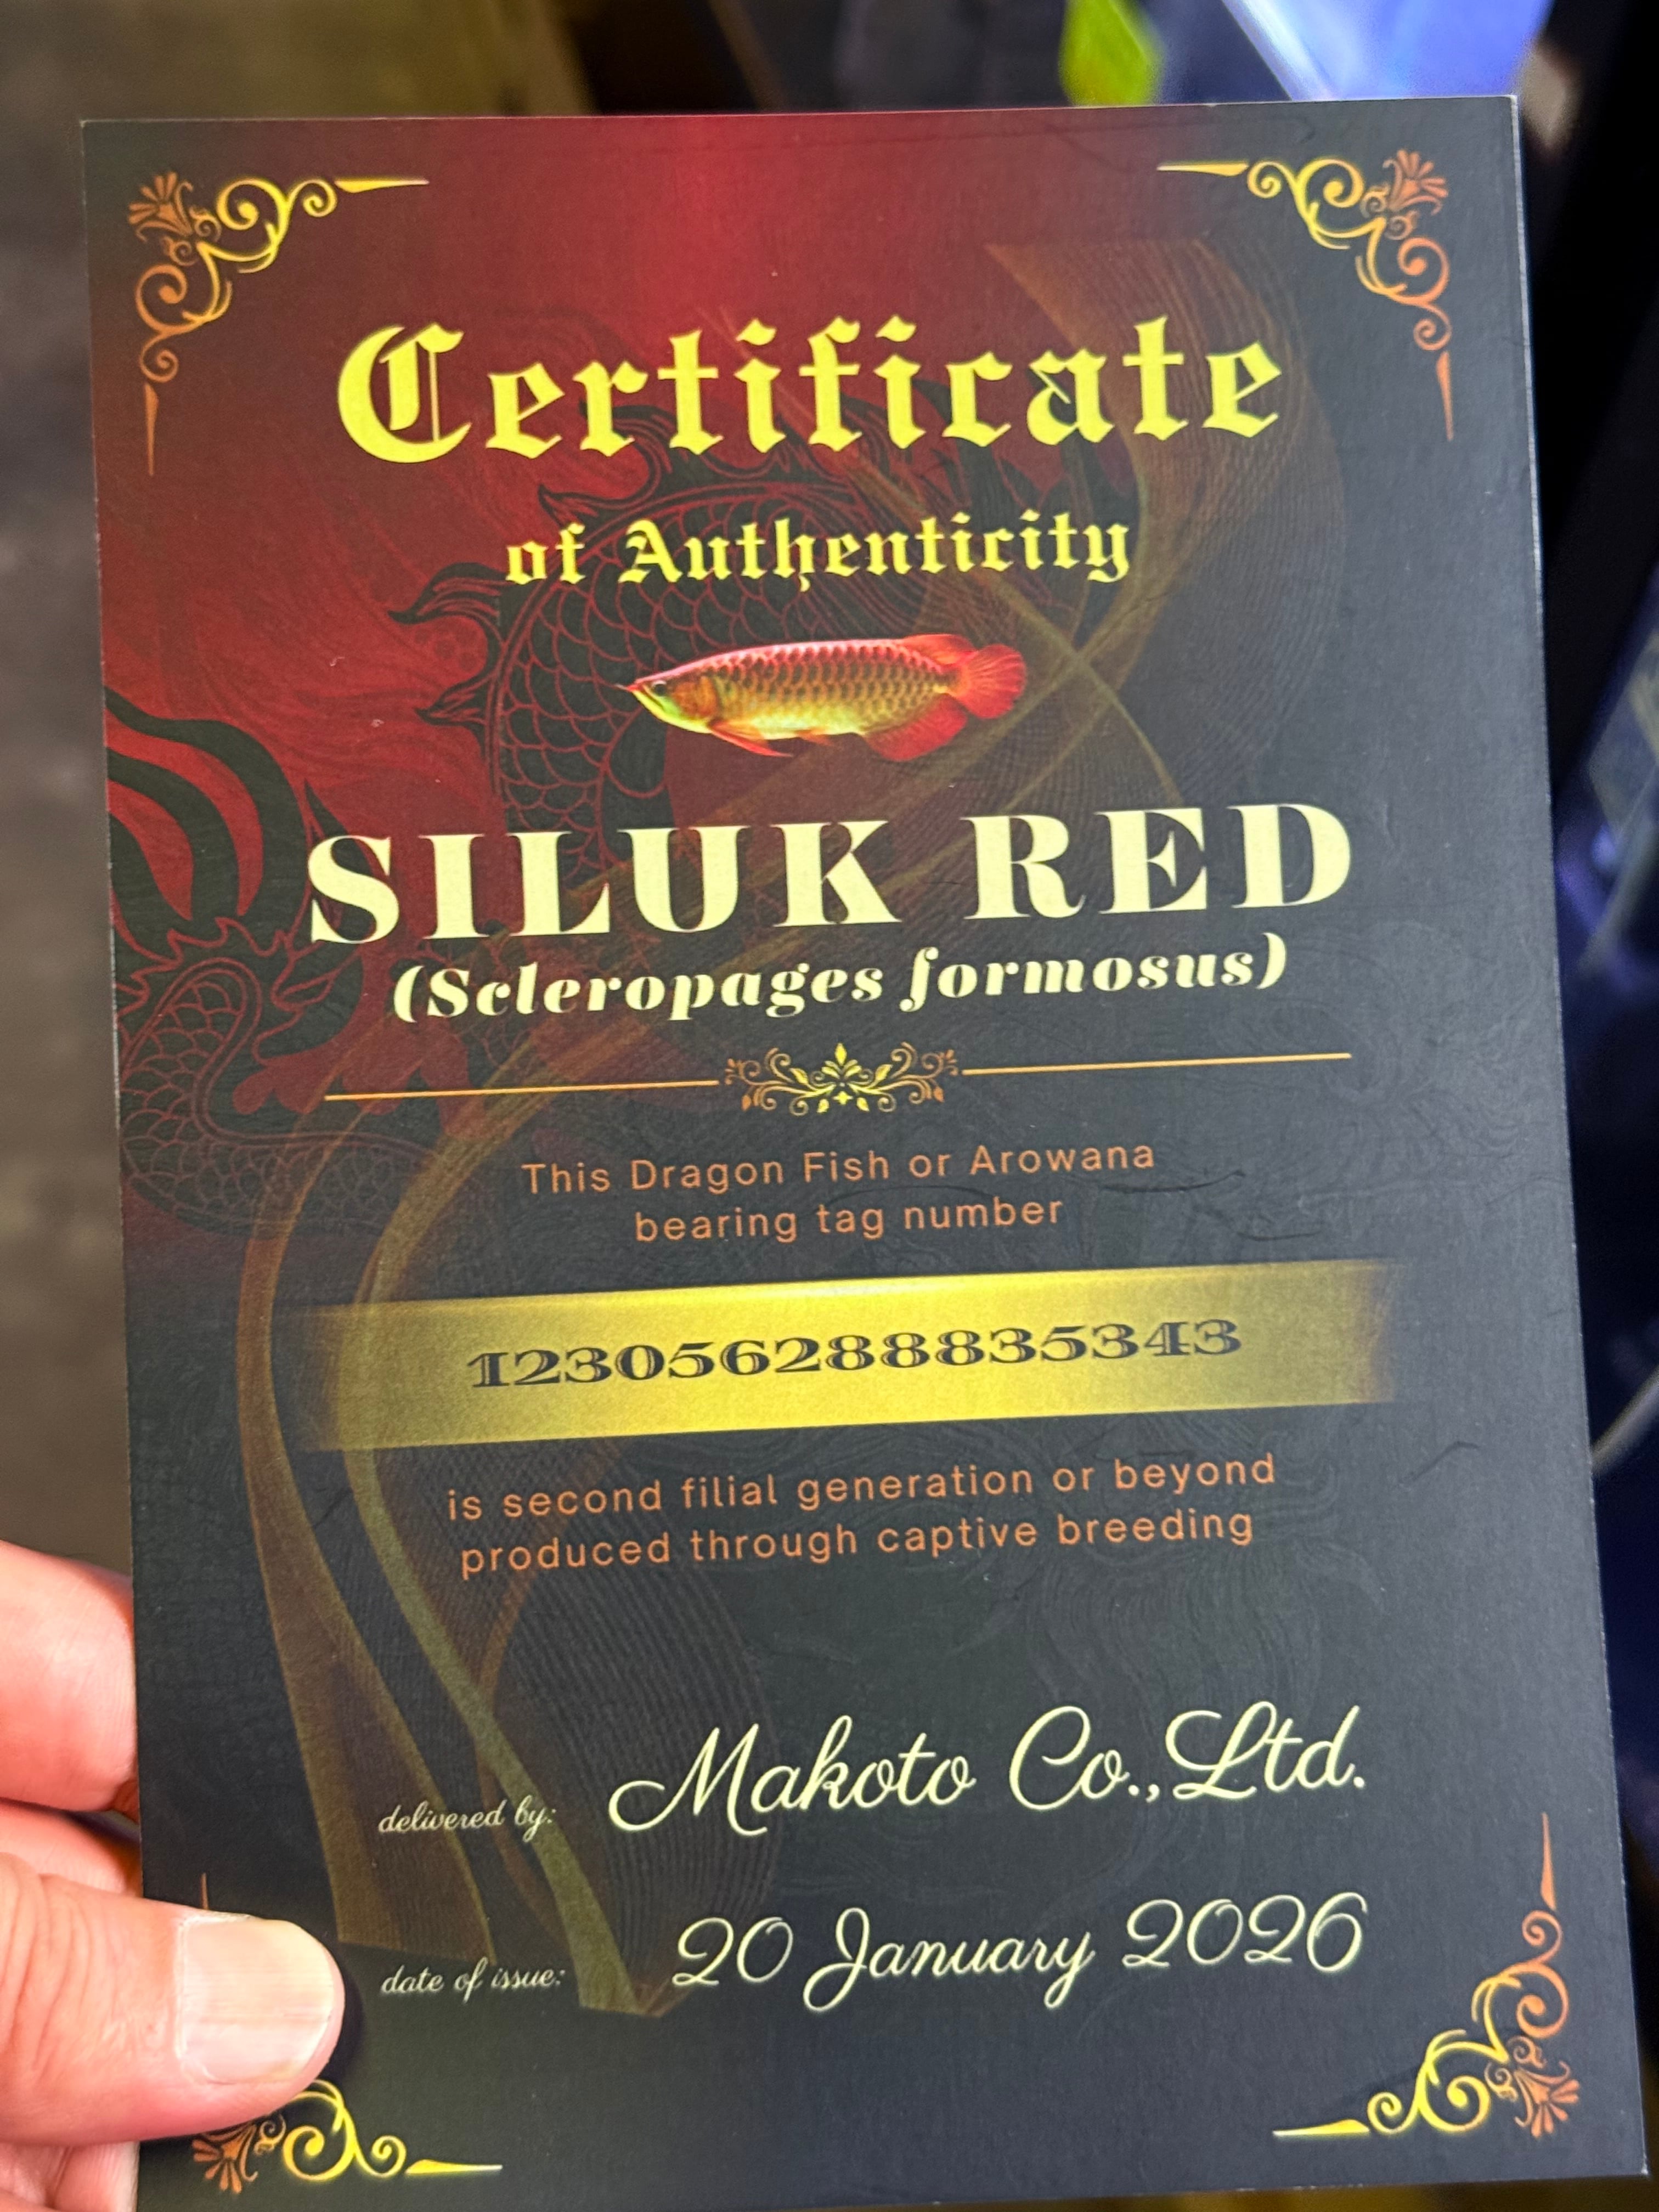 Certificate
of Authenticity
SILUK RED
(Scleropages formosus)
This Dragon Fish or Arowana
bearing tag number
123056288835343
is second filial generation or beyond
produced through captive breeding
delivered by: Makoto Co.,Ltd.
date of issue: 20 January 2026